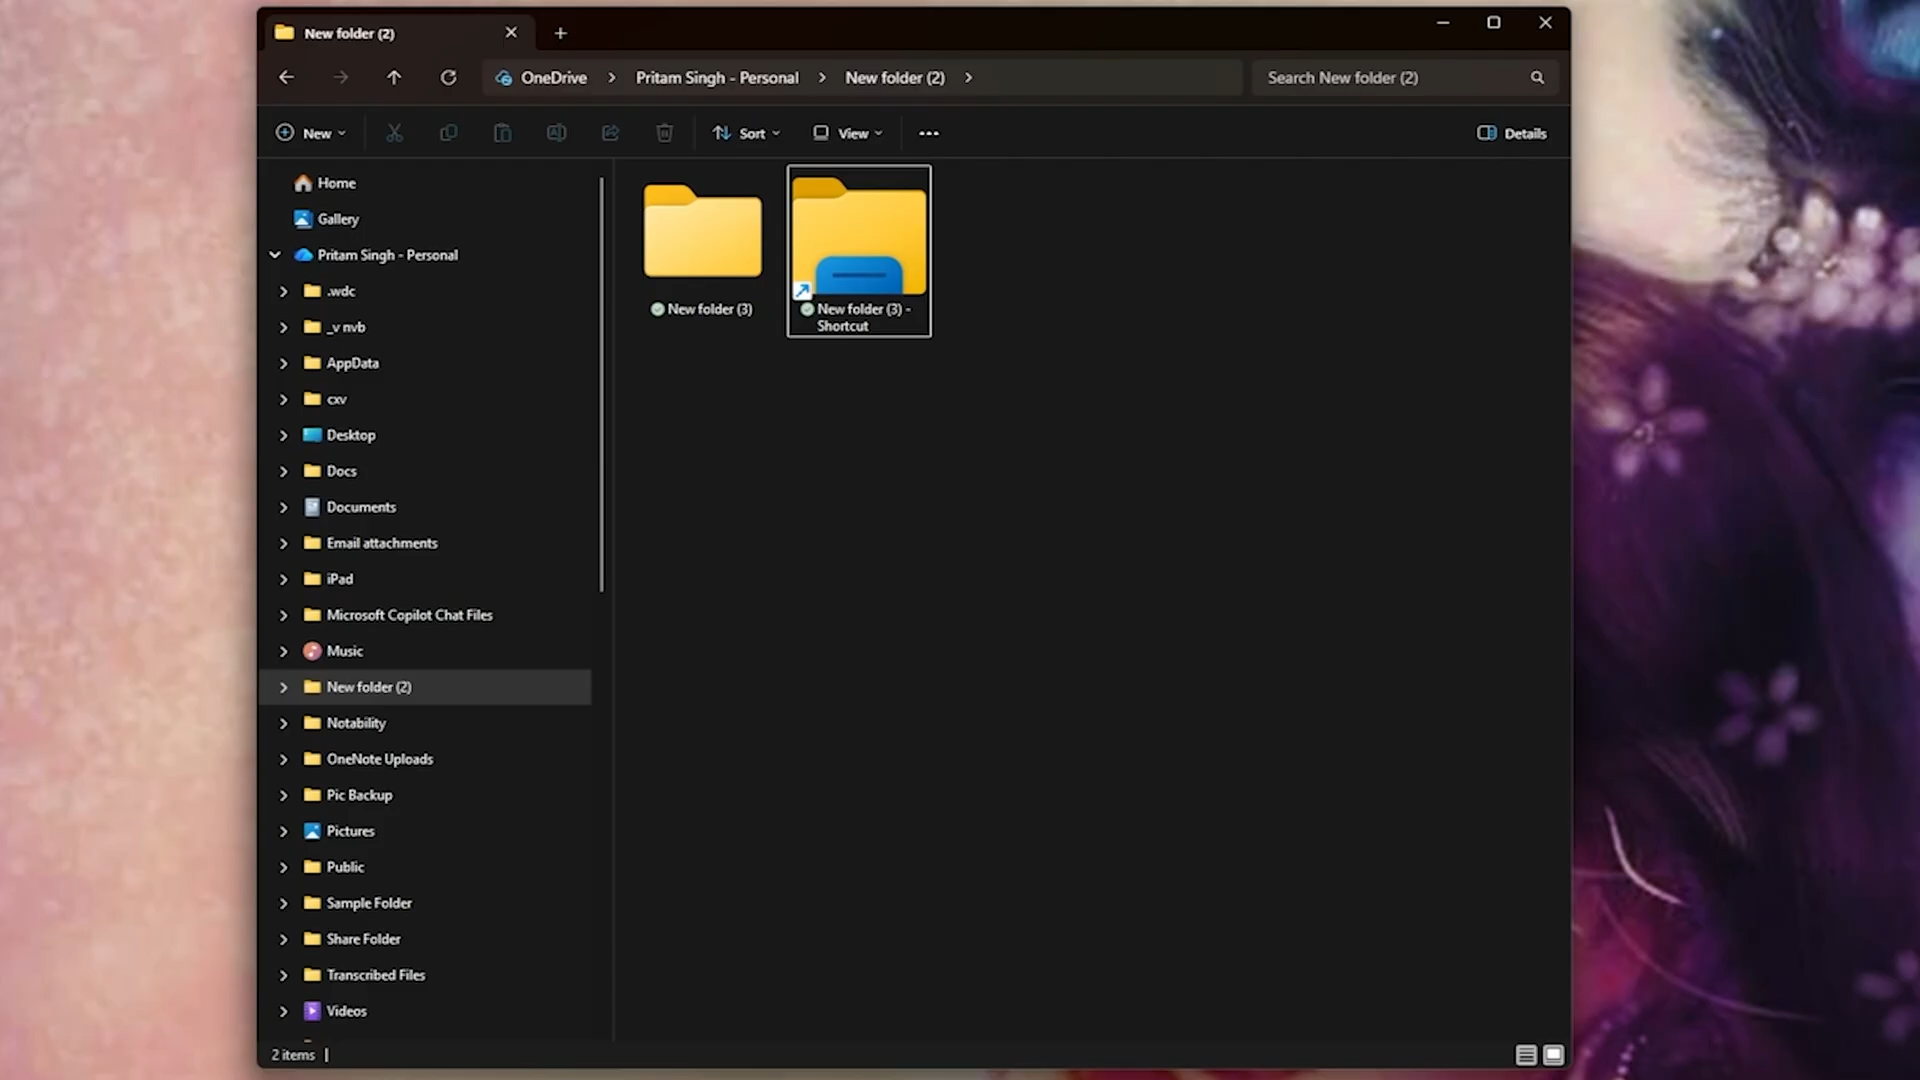 New folder (2)
OneDrive
Pritam Singh - Personal
New folder (2)
Search New folder (2)
New
Sort
View
Details
Home
Gallery
Pritam Singh - Personal
.wdc
_v nvb
AppData
cxv
Desktop
Docs
Documents
Email attachments
iPad
Microsoft Copilot Chat Files
Music
New folder (2)
Notability
OneNote Uploads
Pic Backup
Pictures
Public
Sample Folder
Share Folder
Transcribed Files
Videos
New folder (3)
New folder (3) -
Shortcut
2 items